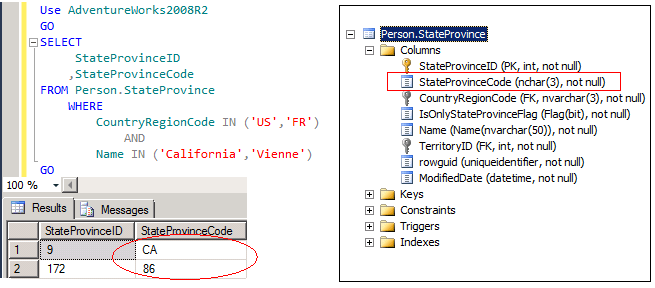 Use AdventureWorks2008R2
GO
SELECT
StateProvinceID
,StateProvinceCode
FROM Person.StateProvince
WHERE
CountryRegionCode IN ('US','FR')
AND
Name IN ('California','Vienne')
GO
100 %
Results Messages
StateProvinceID StateProvinceCode
1 9 CA
2 172 86
Person.StateProvince
Columns
StateProvinceID (PK, int, not null)
StateProvinceCode (nchar(3), not null)
CountryRegionCode (FK, nvarchar(3), not null)
IsOnlyStateProvinceFlag (Flag(bit), not null)
Name (Name(nvarchar(50)), not null)
TerritoryID (FK, int, not null)
rowguid (uniqueidentifier, not null)
ModifiedDate (datetime, not null)
Keys
Constraints
Triggers
Indexes